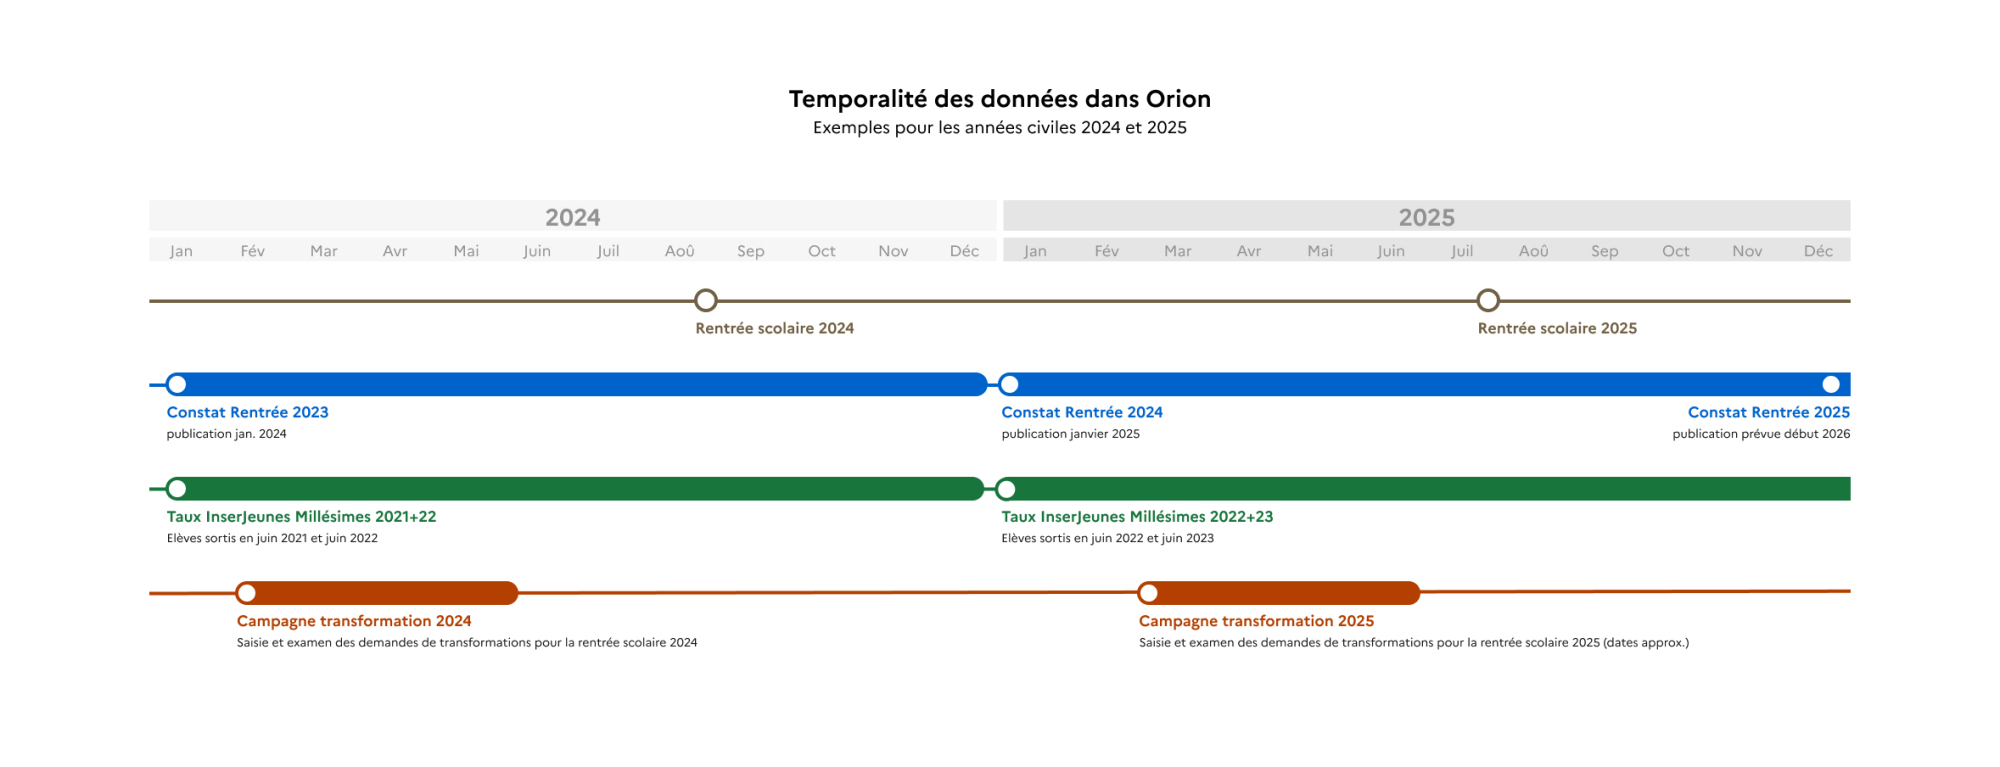 Temporalité des données dans Orion
Exemples pour les années civiles 2024 et 2025
2024 2025
Jan Fév Mar Avr Mai Juin Juil Aoû Sep Oct Nov Déc Jan Fév Mar Avr Mai Juin Juil Aoû Sep Oct Nov Déc
Rentrée scolaire 2024 Rentrée scolaire 2025
Constat Rentrée 2023 Constat Rentrée 2024 Constat Rentrée 2025
publication jan. 2024 publication janvier 2025 publication prévue début 2026
Taux InserJeunes Millésimes 2021+22 Taux InserJeunes Millésimes 2022+23
Elèves sortis en juin 2021 et juin 2022 Elèves sortis en juin 2022 et juin 2023
Campagne transformation 2024 Campagne transformation 2025
Saisie et examen des demandes de transformations pour la rentrée scolaire 2024 Saisie et examen des demandes de transformations pour la rentrée scolaire 2025 (dates approx.)